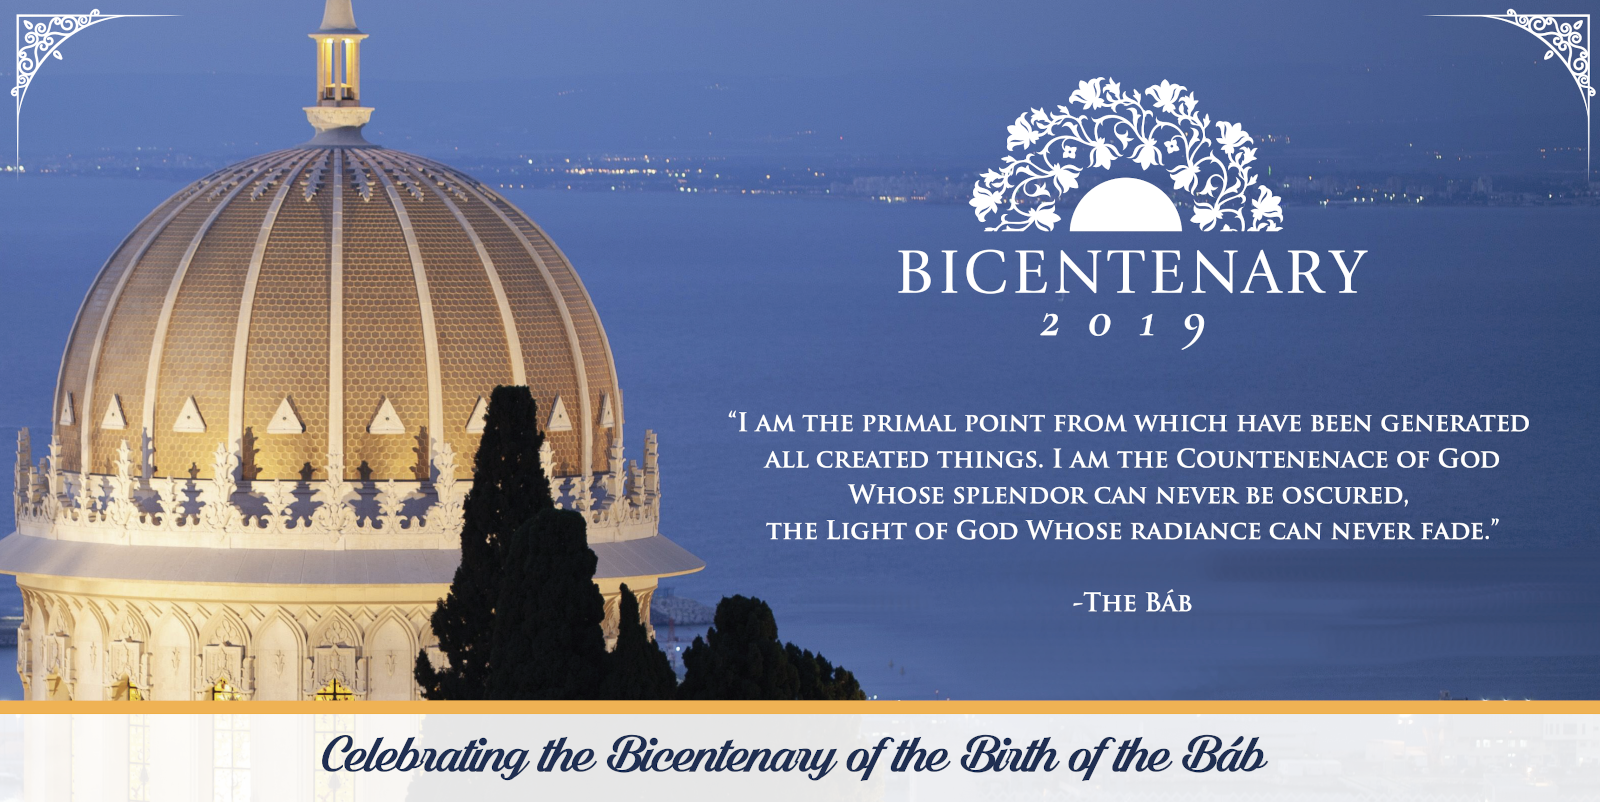 BICENTENARY
2019
“I AM THE PRIMAL POINT FROM WHICH HAVE BEEN GENERATED
ALL CREATED THINGS. I AM THE COUNTENENACE OF GOD
WHOSE SPLENDOR CAN NEVER BE OSCURED,
THE LIGHT OF GOD WHOSE RADIANCE CAN NEVER FADE.”
-THE BÁB
Celebrating the Bicentenary of the Birth of the Báb